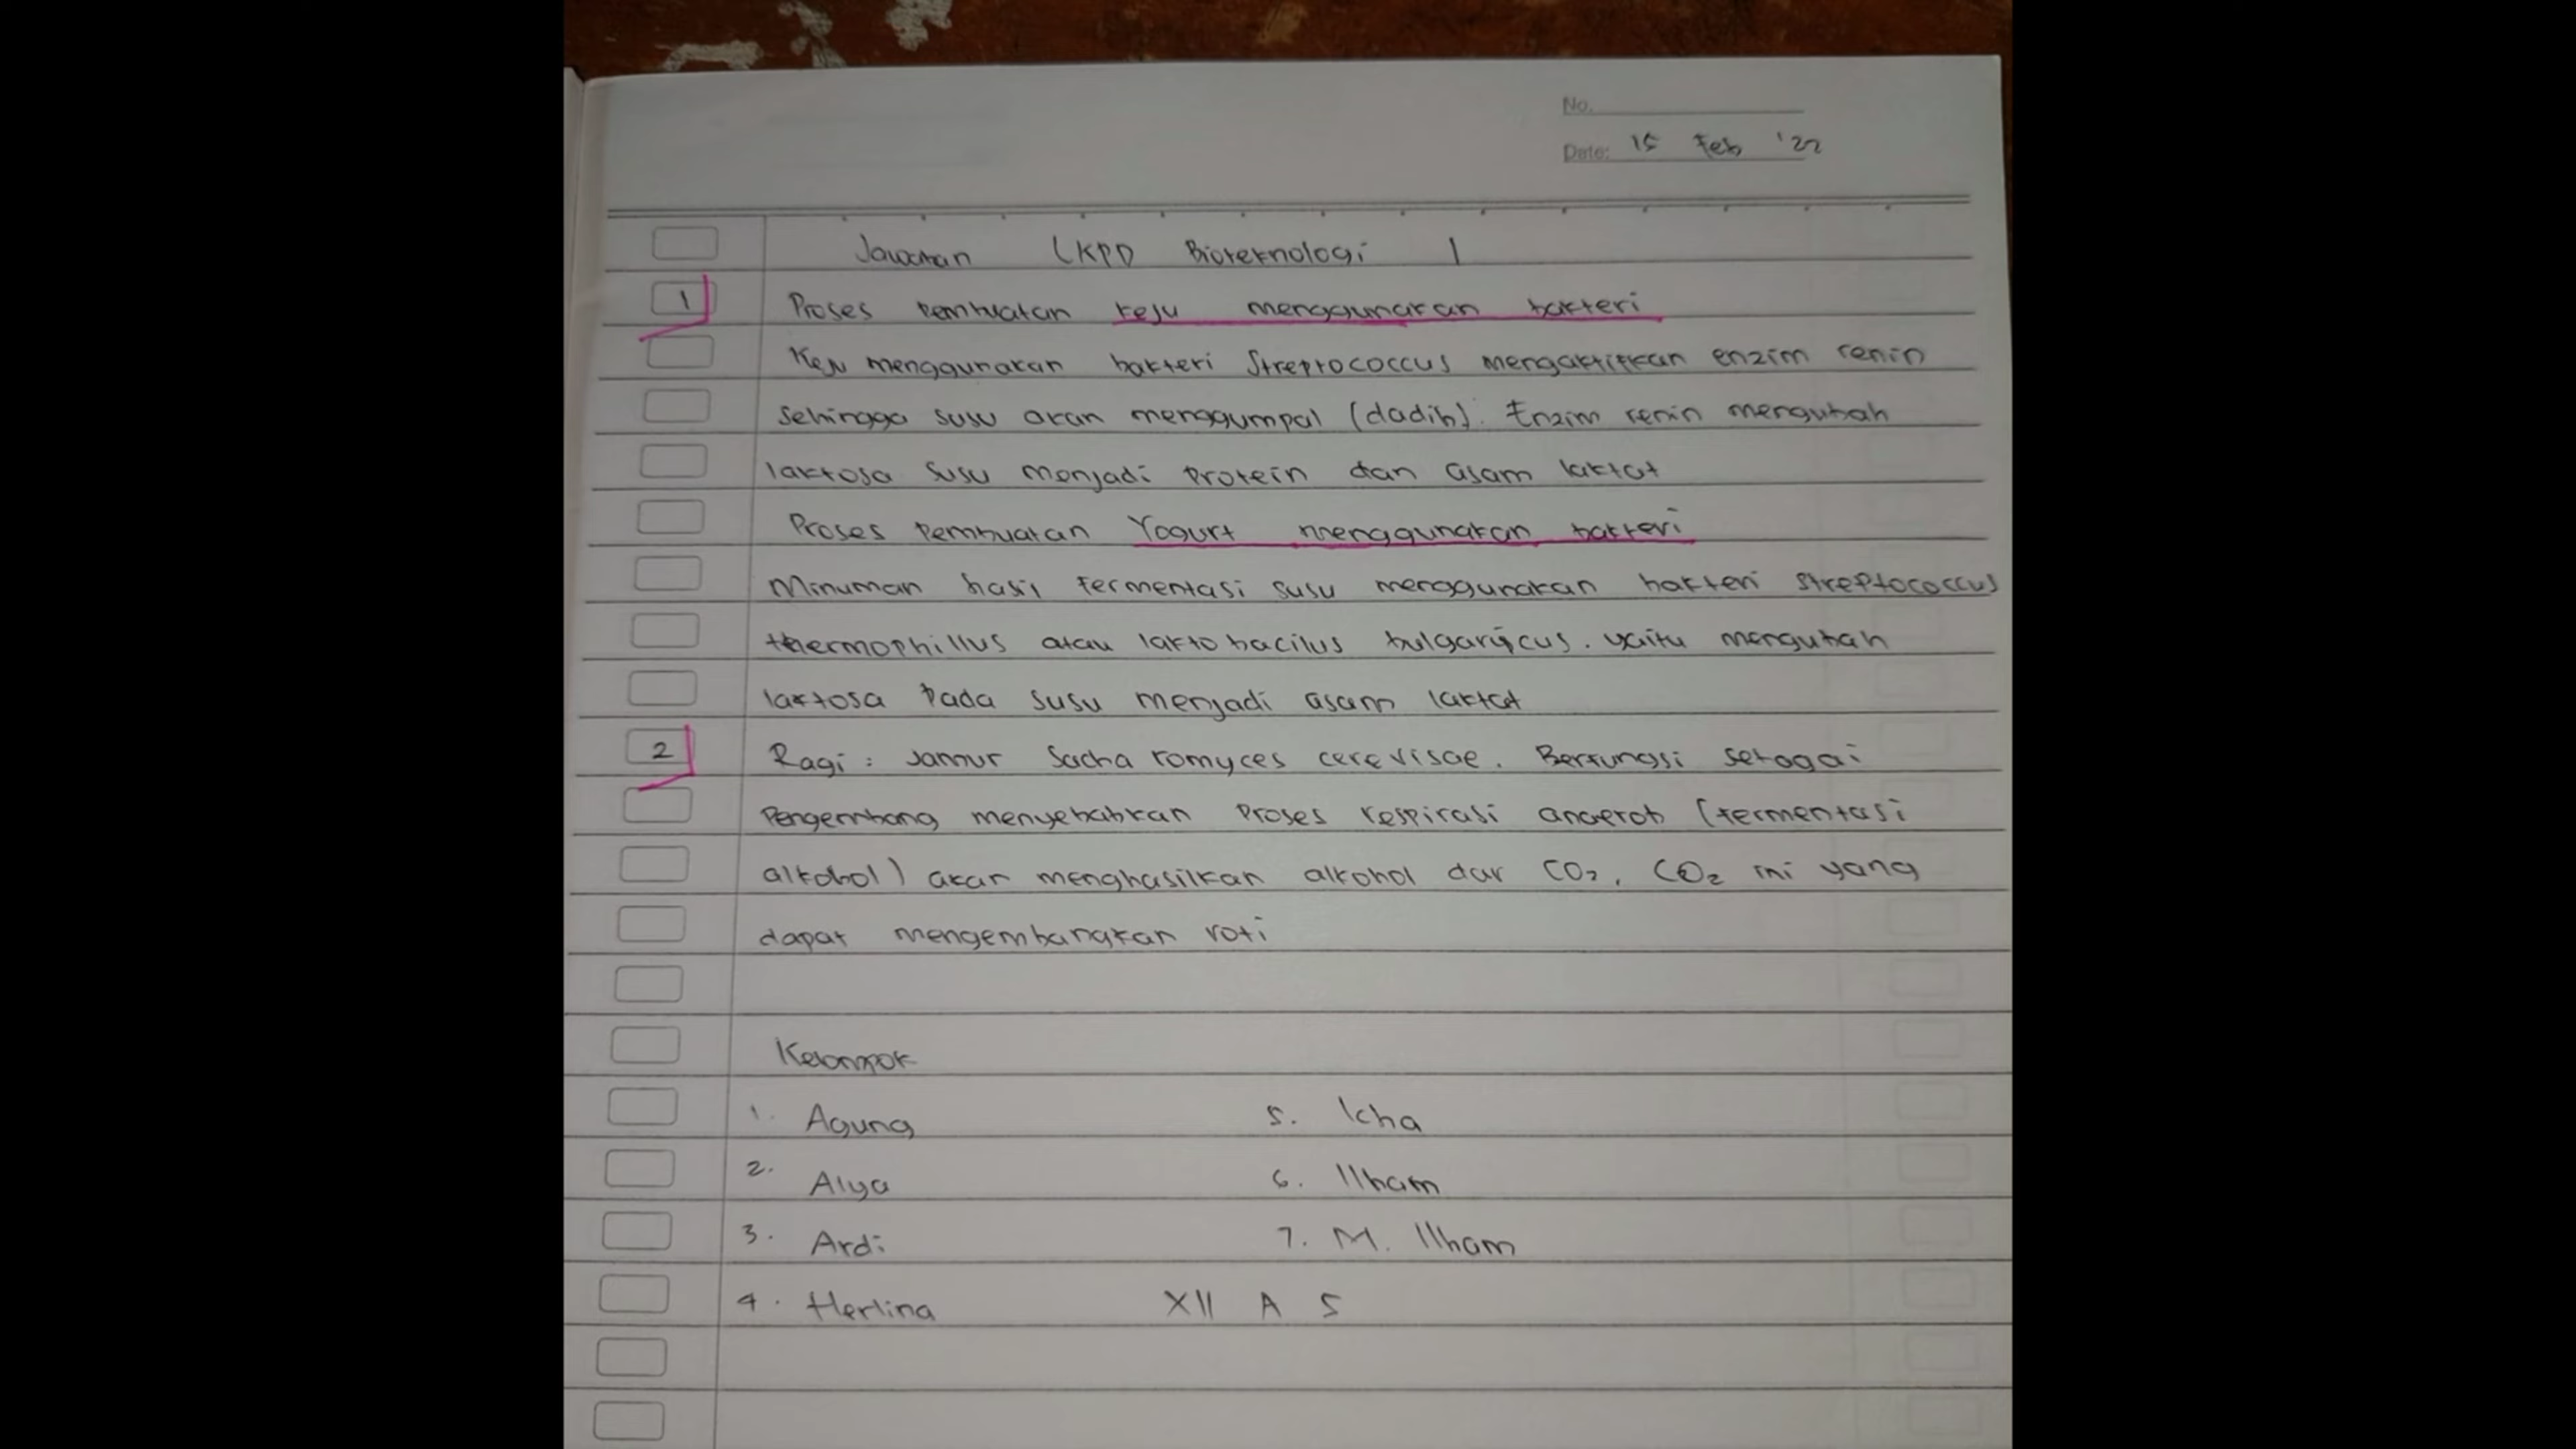 No.
Date: 15 Feb '22
Jawaban LKPD Bioteknologi 1
1 Proses pembuatan keju menggunakan bakteri
Keju menggunakan bakteri Streptococcus mengaktifkan enzim renin
sehingga susu akan menggumpal (dadih). Enzim renin mengubah
laktosa susu menjadi protein dan asam laktat
Proses pembuatan Yogurt menggunakan bakteri
Minuman hasil fermentasi susu menggunakan bakteri streptococcus
thermophillus atau laktobacilus bulgaricus. yaitu mengubah
laktosa pada susu menjadi asam laktat
2 Ragi : Jamur Sacha romyces cerevisae. Berfungsi sebagai
Pengembang menyebabkan proses respirasi anaerob (fermentasi
alkohol) akan menghasilkan alkohol dan CO2, CO2 ini yang
dapat mengembangkan roti
Kelompok
1. Agung 5. Icha
2. Alya 6. Ilham
3. Ardi 7. M. Ilham
4. Herlina XII A 5